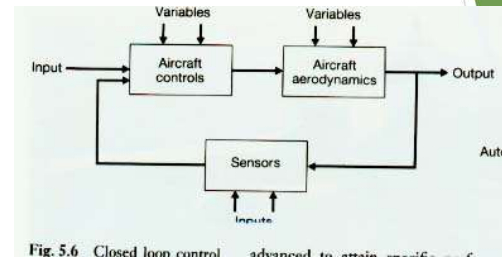 Variables Variables
Input Aircraft controls Aircraft aerodynamics Output
Auto
Sensors
Inputs
Fig. 5.6 Closed loop control advanced to attain specific